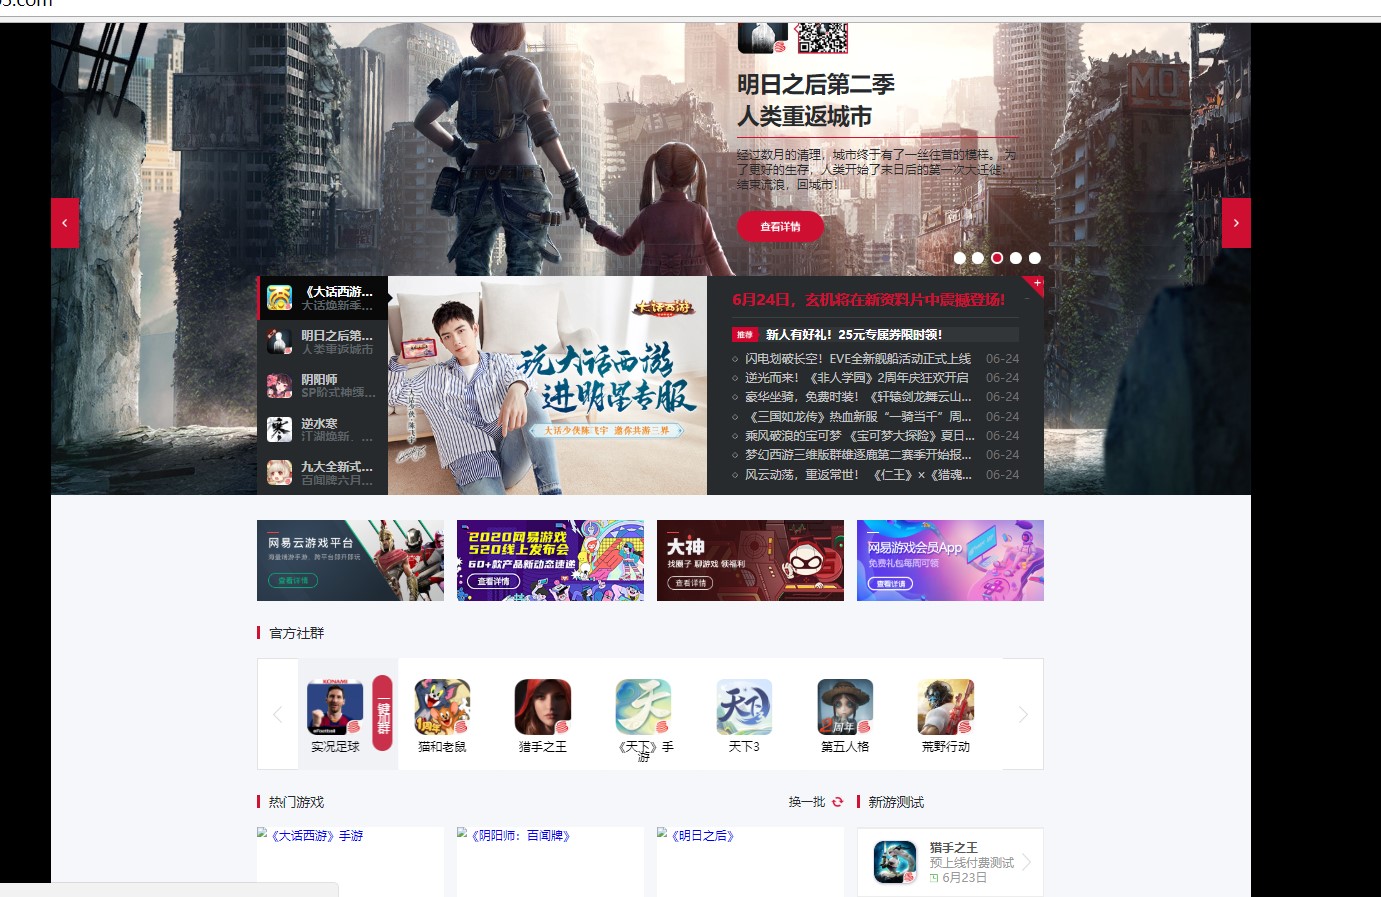 明日之后第二季
人类重返城市
经过数月的清理，城市终于有了一丝往昔的模样。 为
了更好的生存，人类开始了末日后的第一次大迁徙：
结束流浪，回城市！
查看详情
《大话西游...
大话焕新季...
明日之后第...
人类重返城市
阴阳师
SP阶式神缚...
逆水寒
江湖焕新，...
九大全新式...
百闻牌六月...
大话西游
玩大话西游
进明星专服
大话少侠陈飞宇 邀你共游三界
6月24日，玄机将在新资料片中震撼登场!
推荐 新人有好礼！25元专属券限时领！
闪电划破长空！EVE全新舰船活动正式上线 06-24
逆光而来！《非人学园》2周年庆狂欢开启 06-24
豪华坐骑，免费时装！《轩辕剑龙舞云山... 06-24
《三国如龙传》热血新服“一骑当千”周... 06-24
乘风破浪的宝可梦 《宝可梦大探险》夏日... 06-24
梦幻西游三维版群雄逐鹿第二赛季开始报... 06-24
风云动荡，重返常世！ 《仁王》×《猎魂... 06-24
网易云游戏平台
海量端游手游，跨平台即开即玩
查看详情
2020网易游戏
520线上发布会
60+款产品新动态速递
查看详情
大神
找圈子 聊游戏 领福利
查看详情
网易游戏会员App
免费礼包每周可领
查看详情
官方社群
KONAMI
一键加群
1周年
2周年
实况足球
猫和老鼠
猎手之王
《天下》手
游
天下3
第五人格
荒野行动
热门游戏
换一批
新游测试
《大话西游》手游
《阴阳师：百闻牌》
《明日之后》
猎手之王
预上线付费测试
6月23日